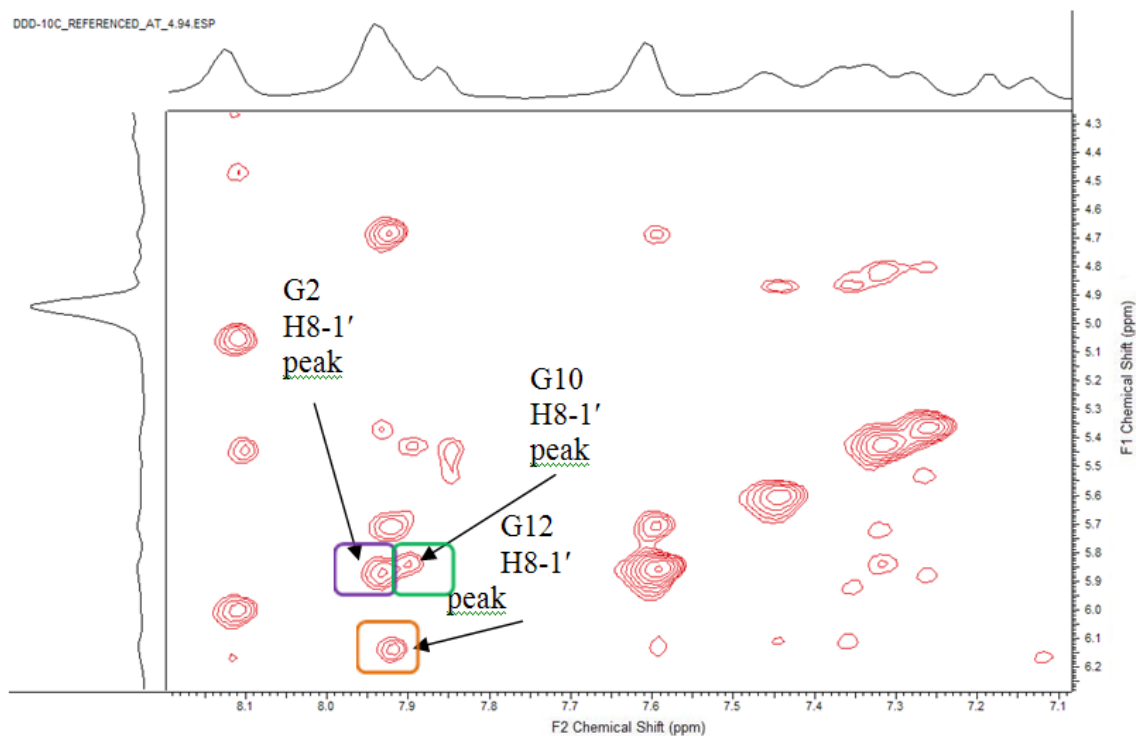 DDD-10C_REFERENCED_AT_4.94.ESP
G2
H8-1′
peak
G10
H8-1′
peak
G12
H8-1′
peak
4.3
4.4
4.5
4.6
4.7
4.8
4.9
5.0
5.1
5.2
5.3
5.4
5.5
5.6
5.7
5.8
5.9
6.0
6.1
6.2
F1 Chemical Shift (ppm)
8.1 8.0 7.9 7.8 7.7 7.6 7.5 7.4 7.3 7.2 7.1
F2 Chemical Shift (ppm)